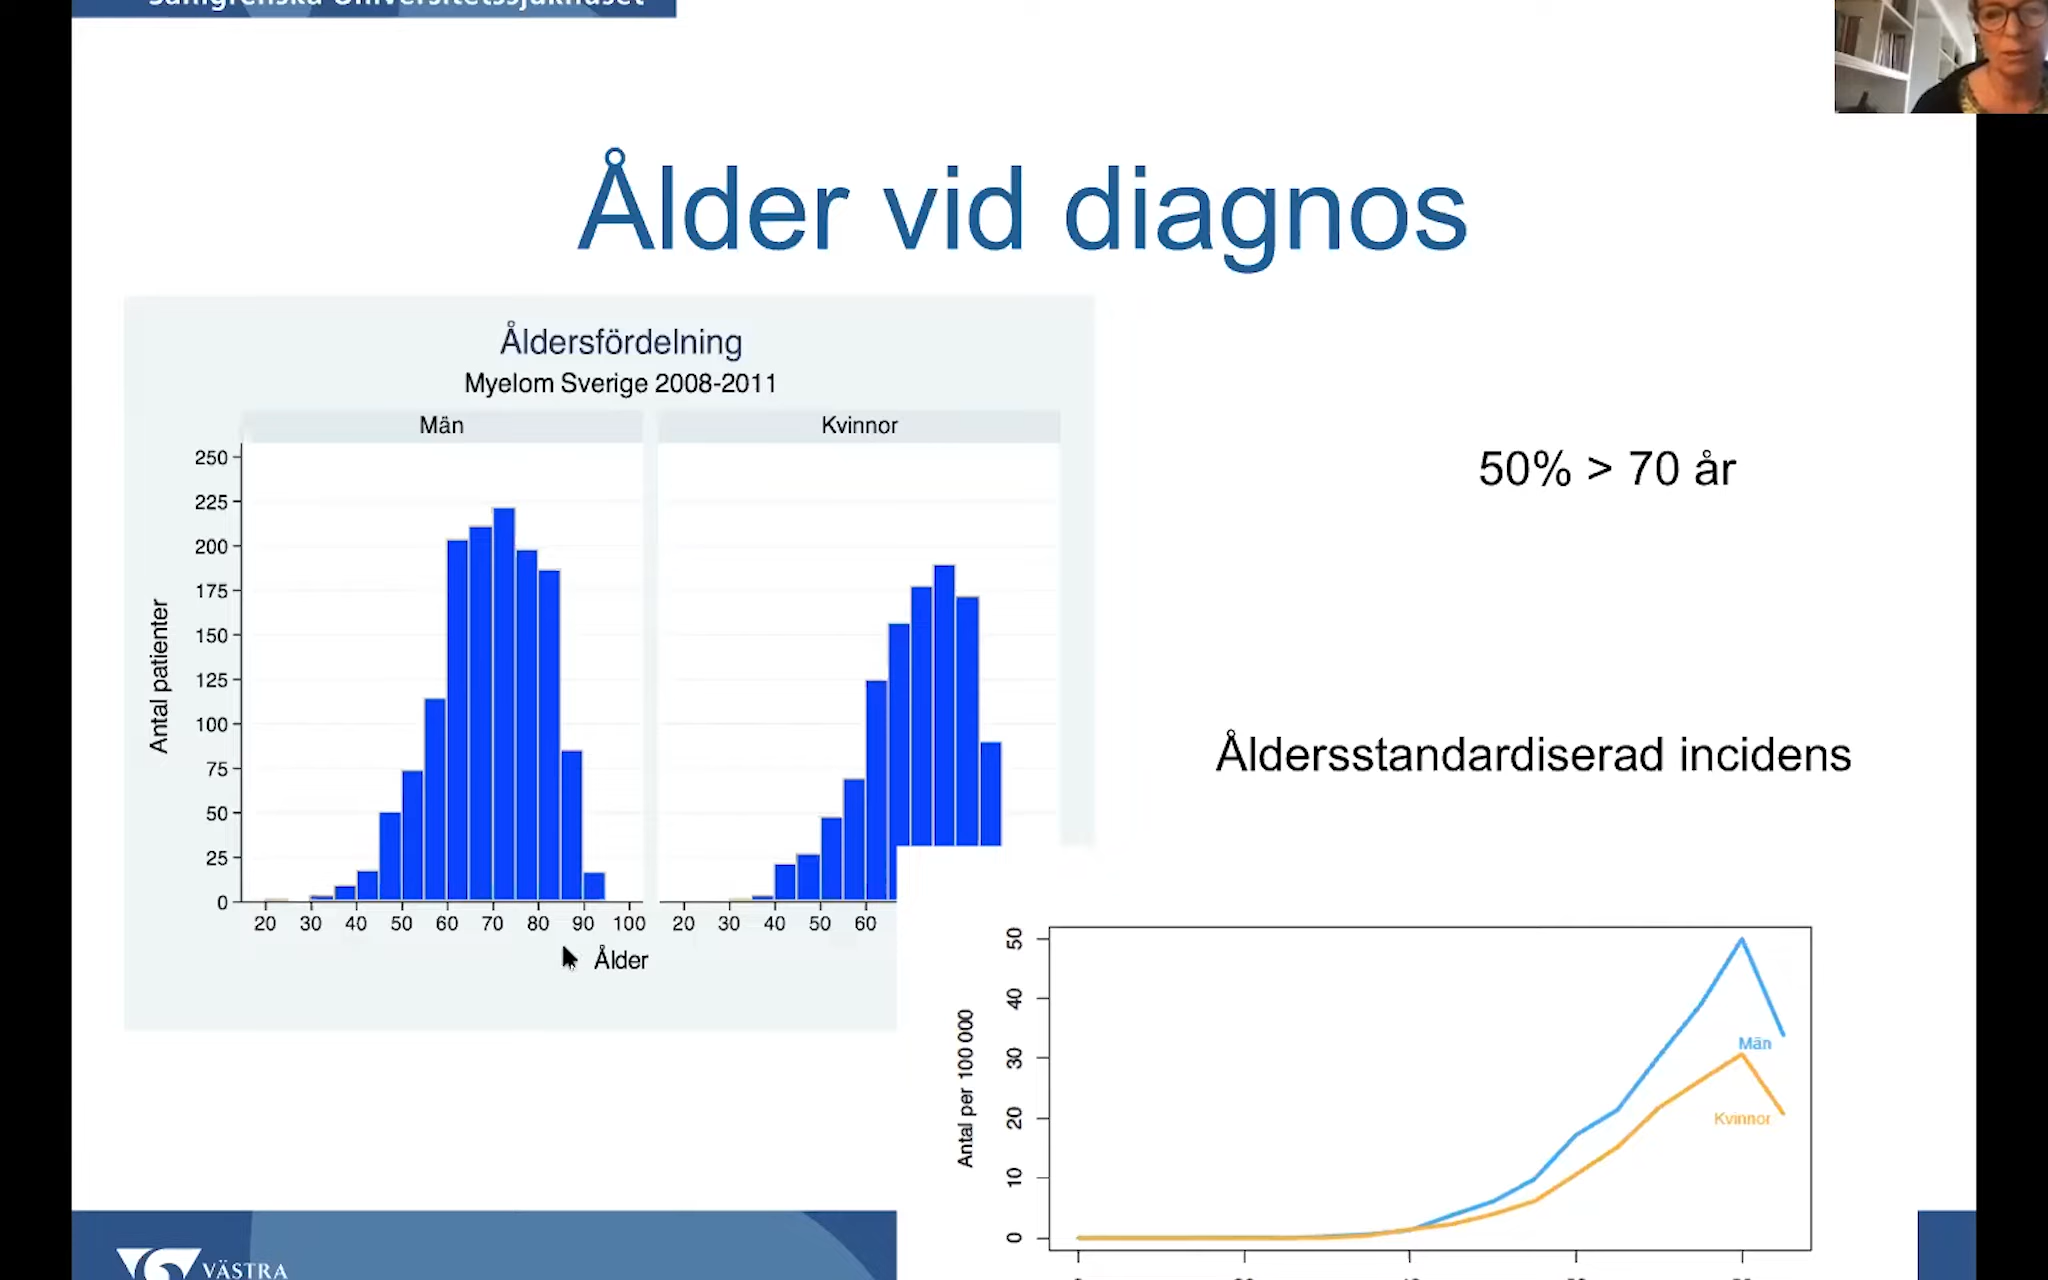 Ålder vid diagnos
Åldersfördelning
Myelom Sverige 2008-2011
Män
Kvinnor
250
225
200
175
150
125
100
75
50
25
0
Antal patienter
20 30 40 50 60 70 80 90 100
20 30 40 50 60
Ålder
50% > 70 år
Åldersstandardiserad incidens
50
40
30
20
10
0
Antal per 100 000
Män
Kvinnor
VÄSTRA